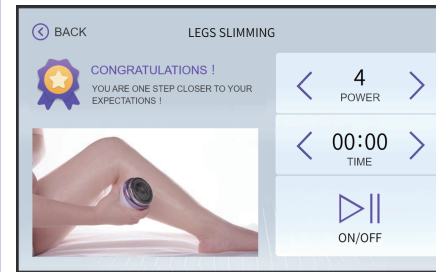 BACK
LEGS SLIMMING
CONGRATULATIONS !
YOU ARE ONE STEP CLOSER TO YOUR
EXPECTATIONS !
4
POWER
00:00
TIME
ON/OFF